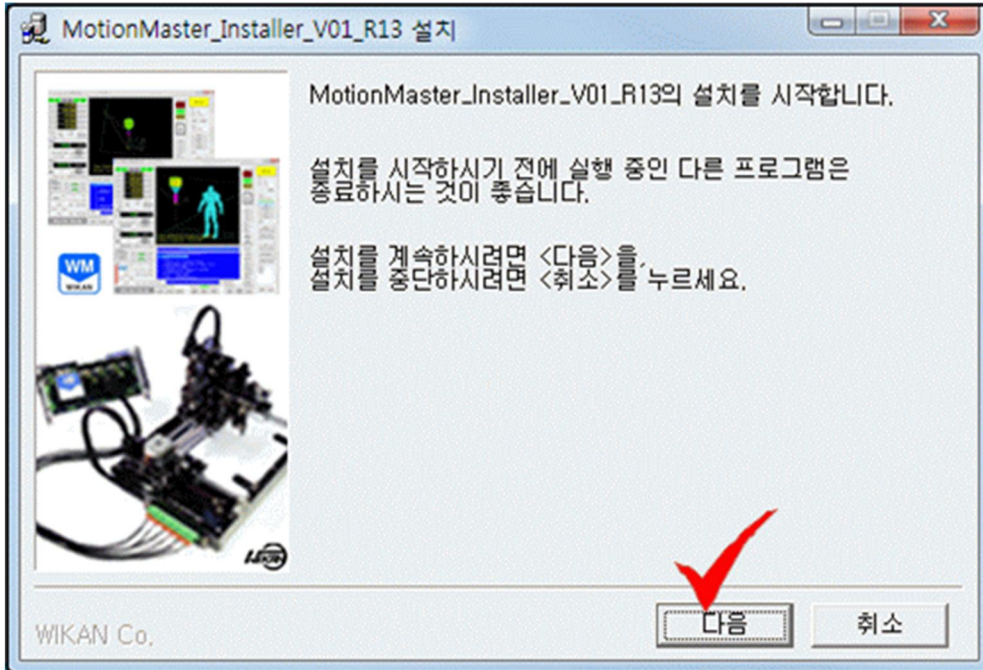 MotionMaster_Installer_V01_R13 설치
MotionMaster_Installer_V01_R13의 설치를 시작합니다.
설치를 시작하시기 전에 실행 중인 다른 프로그램은
종료하시는 것이 좋습니다.
설치를 계속하시려면 <다음>을,
설치를 중단하시려면 <취소>를 누르세요.
WM
WIKAN
WIKAN Co.
다음
취소